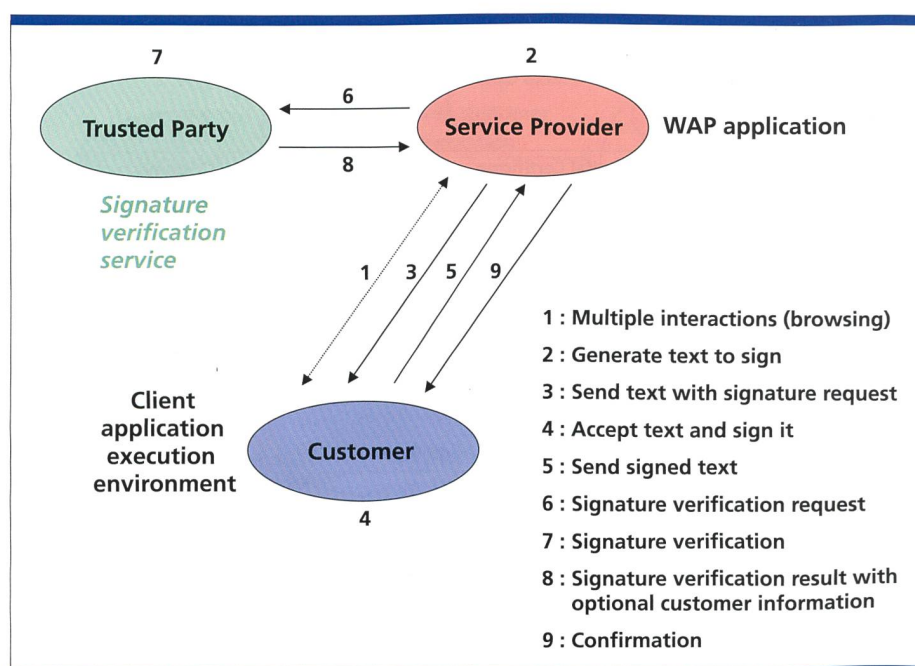 7
2
6
Trusted Party
Service Provider
WAP application
8
Signature
verification
service
1
3
5
9
Client
application
execution
environment
Customer
4
1 : Multiple interactions (browsing)
2 : Generate text to sign
3 : Send text with signature request
4 : Accept text and sign it
5 : Send signed text
6 : Signature verification request
7 : Signature verification
8 : Signature verification result with
optional customer information
9 : Confirmation